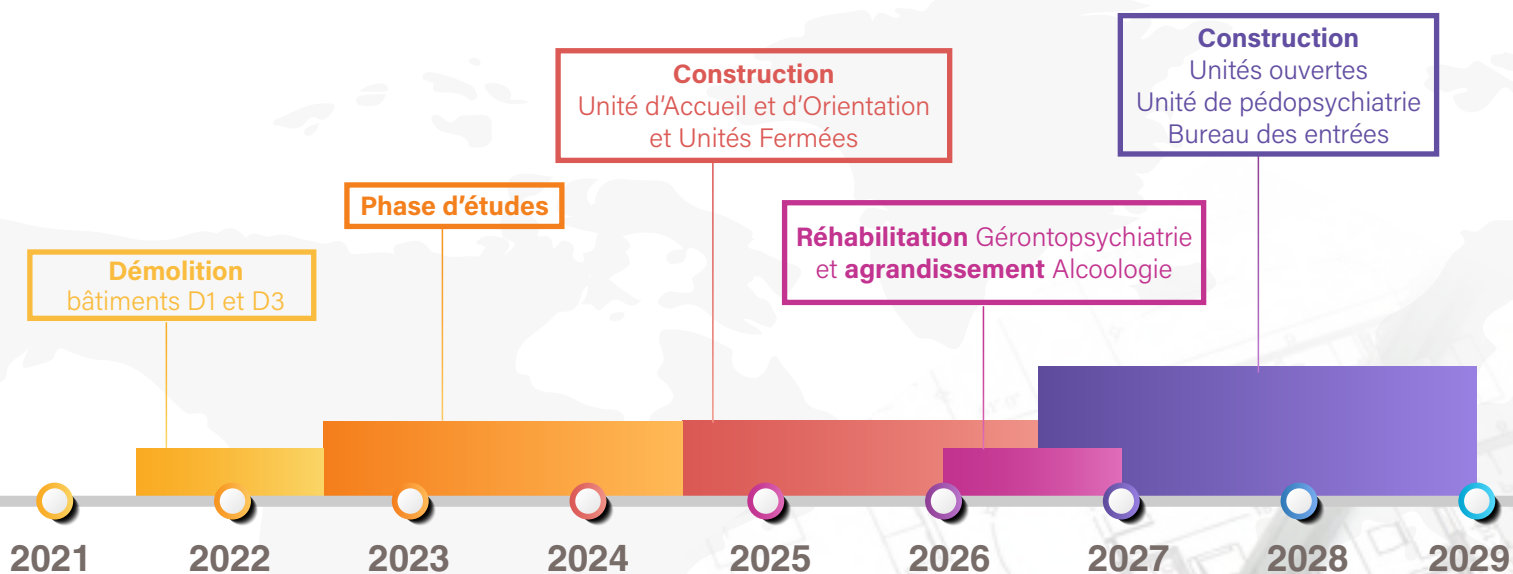 Construction
Unités ouvertes
Unité de pédopsychiatrie
Bureau des entrées
Construction
Unité d'Accueil et d'Orientation
et Unités Fermées
Phase d'études
Réhabilitation Gérontopsychiatrie
et agrandissement Alcoologie
Démolition
bâtiments D1 et D3
2021 2022 2023 2024 2025 2026 2027 2028 2029